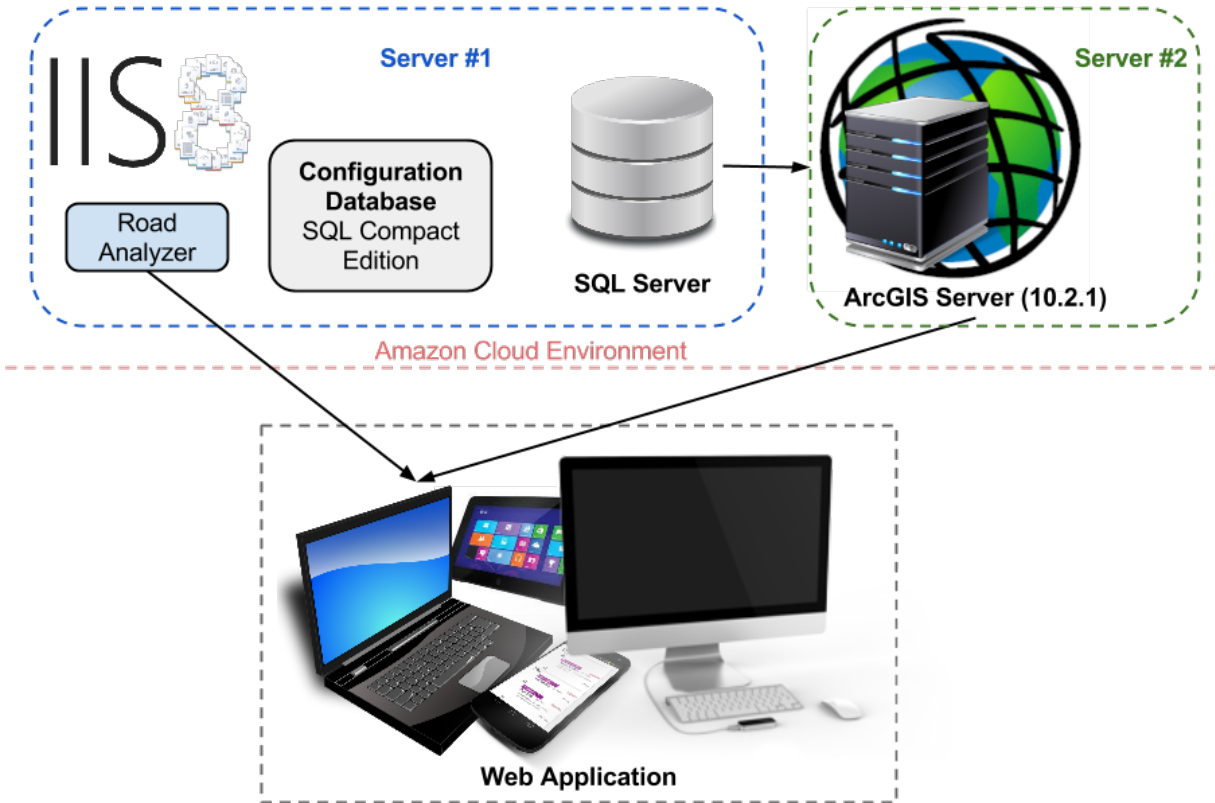 IIS8
Server #1
Configuration
Database
SQL Compact
Edition
Road
Analyzer
SQL Server
Server #2
ArcGIS Server (10.2.1)
Amazon Cloud Environment
Web Application